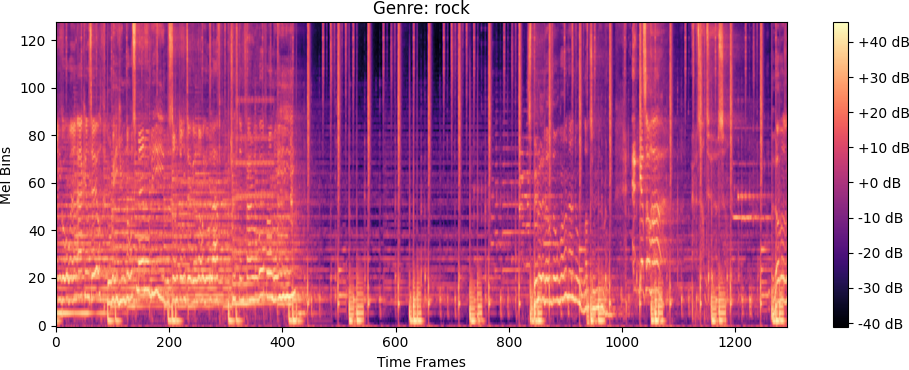 Genre: rock
Mel Bins
120
100
80
60
40
20
0
0 200 400 600 800 1000 1200
Time Frames
+40 dB
+30 dB
+20 dB
+10 dB
+0 dB
-10 dB
-20 dB
-30 dB
-40 dB